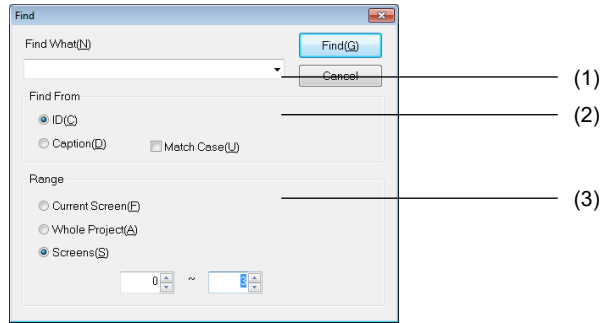 Find
Find What(N)
Find(G)
Cancel
(1)
Find From
(2)
ID(C)
Caption(D)
Match Case(U)
Range
(3)
Current Screen(F)
Whole Project(A)
Screens(S)
0 ~ 3